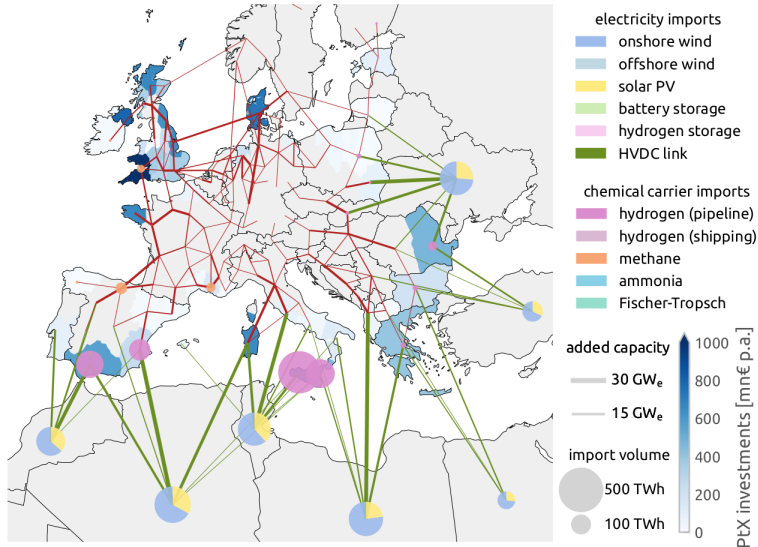 electricity imports
onshore wind
offshore wind
solar PV
battery storage
hydrogen storage
HVDC link
chemical carrier imports
hydrogen (pipeline)
hydrogen (shipping)
methane
ammonia
Fischer-Tropsch
added capacity
30 GWₑ
15 GWₑ
import volume
500 TWh
100 TWh
1000
800
600
400
200
0
PtX investments [mn€ p.a.]